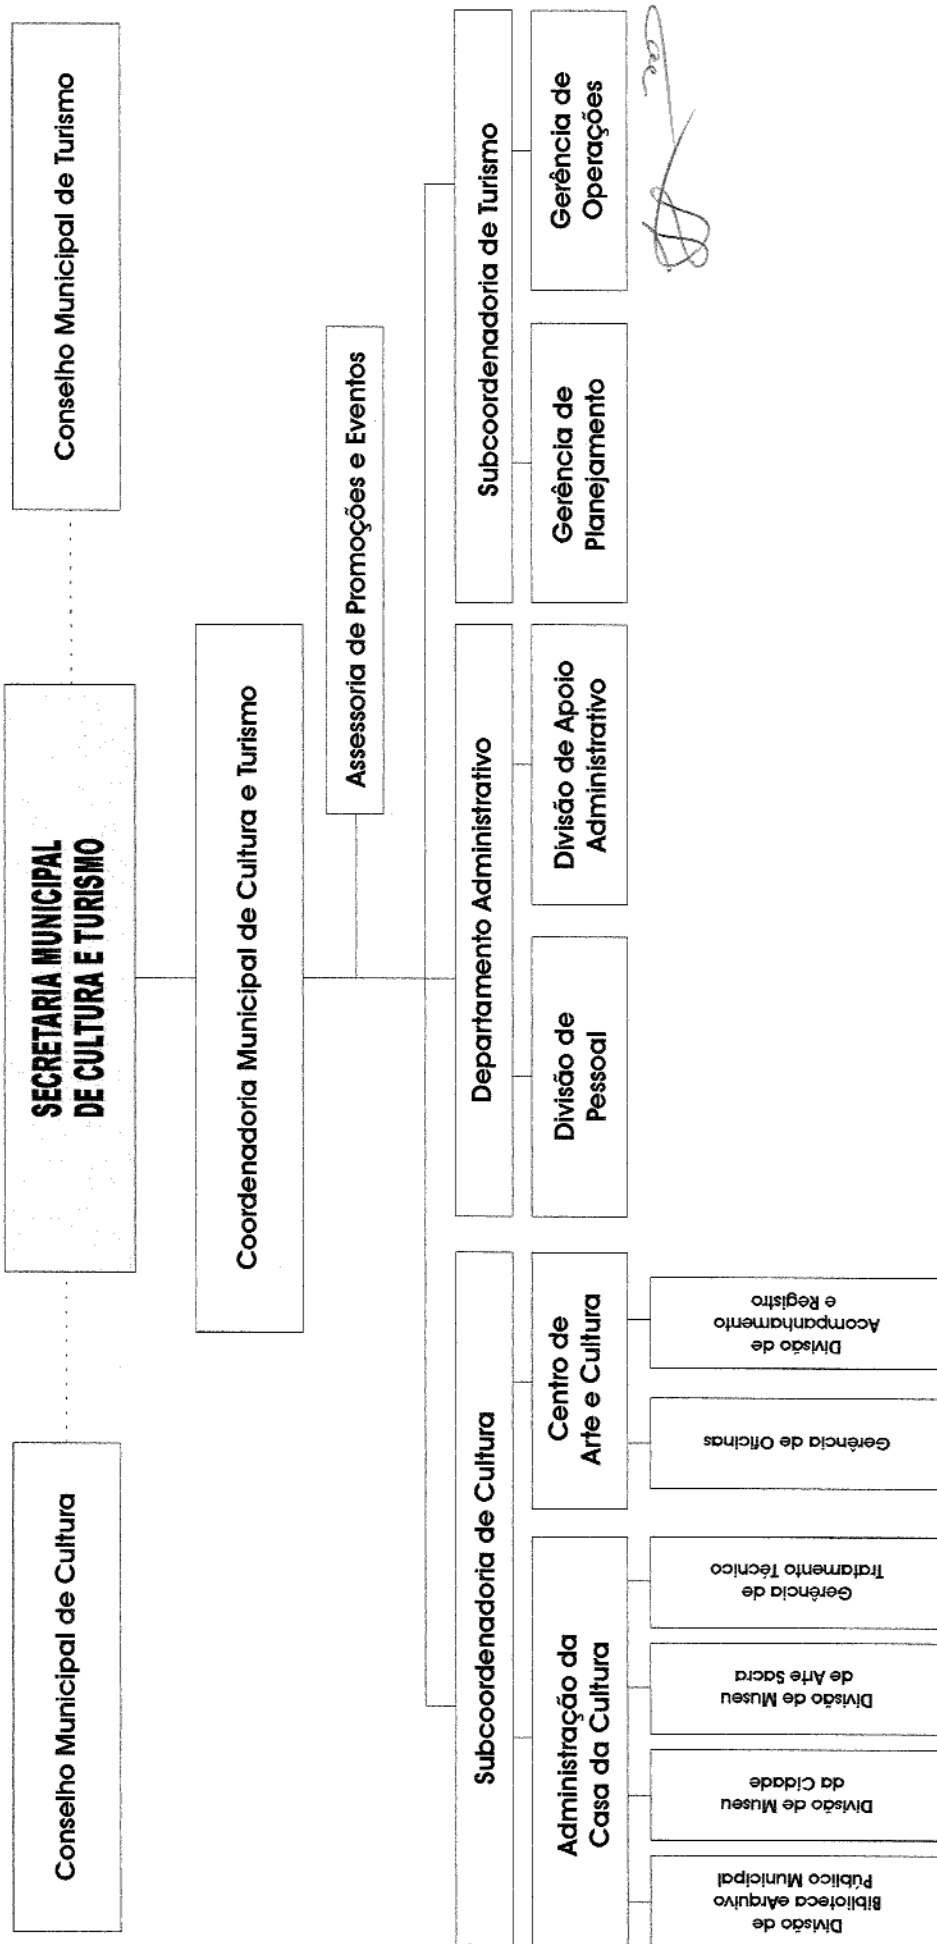 Conselho Municipal de Cultura
SECRETARIA MUNICIPAL
DE CULTURA E TURISMO
Conselho Municipal de Turismo
Coordenadoria Municipal de Cultura e Turismo
Assessoria de Promoções e Eventos
Subcoordenadoria de Cultura
Departamento Administrativo
Subcoordenadoria de Turismo
Administração da
Casa da Cultura
Centro de
Arte e Cultura
Divisão de
Pessoal
Divisão de Apoio
Administrativo
Gerência de
Planejamento
Gerência de
Operações
Divisão de
Biblioteca eArquivo
Público Municipal
Divisão de Museu
da Cidade
Divisão de Museu
de Arte Sacra
Gerência de
Tratamento Técnico
Gerência de Oficinas
Divisão de
Acompanhamento
e Registro